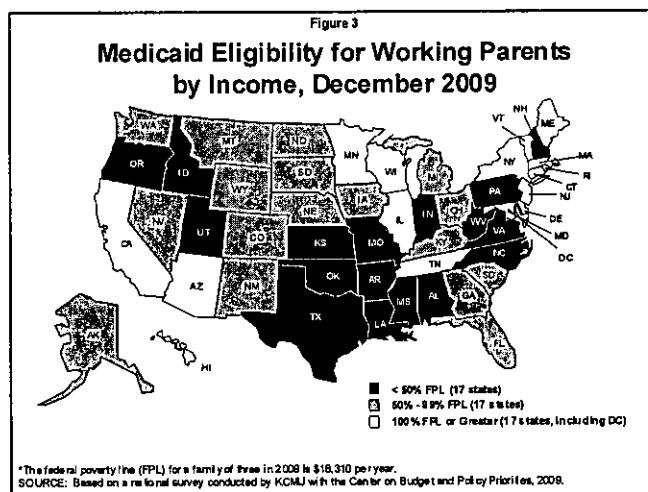 Figure 3
Medicaid Eligibility for Working Parents
by Income, December 2009
WA
MT
ND
MN
WI
VT
NH
ME
OR
ID
WY
SD
MI
NY
MA
RI
CT
NJ
NV
UT
CO
NE
IA
IL
IN
OH
PA
DE
MD
DC
CA
AZ
NM
KS
MO
KY
WV
VA
NC
TN
OK
AR
SC
TX
LA
MS
AL
GA
FL
AK
HI
< 50% FPL (17 states)
50% - 99% FPL (17 states)
100% FPL or Greater (17 states, including DC)
*The federal poverty line (FPL) for a family of three in 2009 is $18,310 per year.
SOURCE: Based on a national survey conducted by KCMU with the Center on Budget and Policy Priorities, 2009.